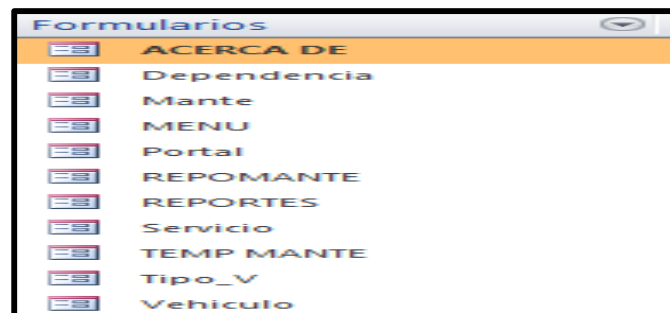 Formularios
ACERCA DE
Dependencia
Mante
MENU
Portal
REPOMANTE
REPORTES
Servicio
TEMP MANTE
Tipo_V
Vehiculo